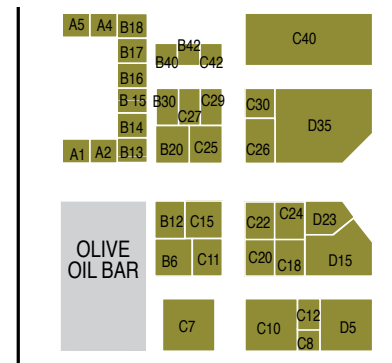 A5 A4 B18
B42
C40
B17
B40 C42
B16
B 15 B30 C29 C30
C27
B14
D35
A1 A2 B13 B20 C25 C26
B12 C15 C22 C24 D23
OLIVE
OIL BAR
B6 C11 C20 C18 D15
C7 C10 C12 D5
C8